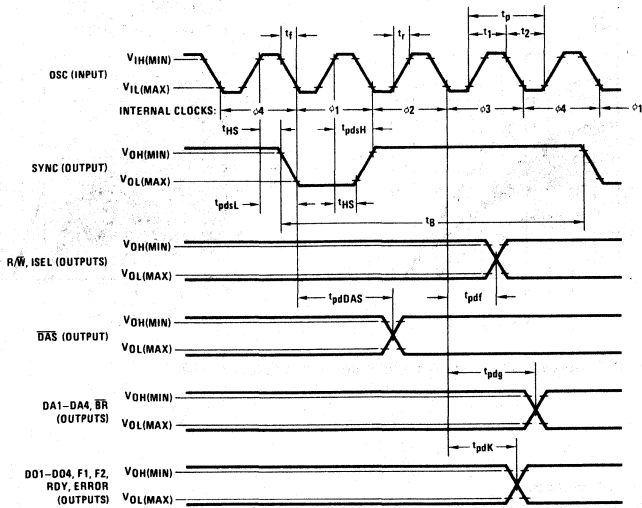 tp
tf
tr
t1
t2
VIH(MIN)
OSC (INPUT)
VIL(MAX)
INTERNAL CLOCKS:
ϕ4
ϕ1
ϕ2
ϕ3
ϕ4
ϕ1
tHS
tpdsH
VOH(MIN)
SYNC (OUTPUT)
VOL(MAX)
tpdsL
tHS
tB
VOH(MIN)
R/W̅, ISEL (OUTPUTS)
VOL(MAX)
tpdDAS
tpdf
VOH(MIN)
D̅A̅S̅ (OUTPUT)
VOL(MAX)
tpdg
VOH(MIN)
DA1–DA4, B̅R̅
(OUTPUTS)
VOL(MAX)
tpdK
VOH(MIN)
DO1–DO4, F1, F2,
RDY, ERROR
(OUTPUTS)
VOL(MAX)